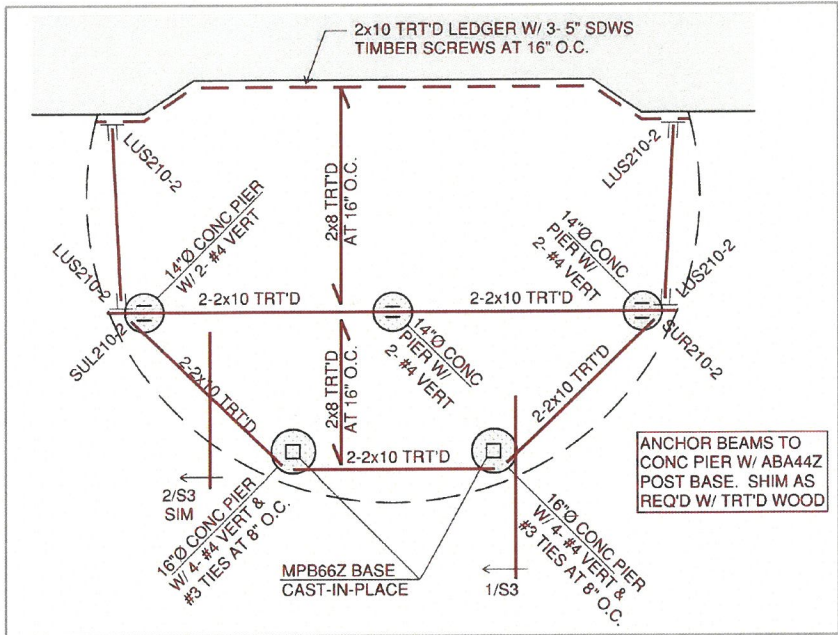 2x10 TRT'D LEDGER W/ 3- 5" SDWS
TIMBER SCREWS AT 16" O.C.
LUS210-2
LUS210-2
2x8 TRT'D
AT 16" O.C.
14"Ø CONC PIER
W/ 2- #4 VERT
14"Ø CONC
PIER W/
2- #4 VERT
LUS210-2
LUS210-2
2-2x10 TRT'D
2-2x10 TRT'D
SUL210-2
SUR210-2
14"Ø CONC
PIER W/
2- #4 VERT
2-2x10 TRT'D
2x8 TRT'D
AT 16" O.C.
2-2x10 TRT'D
2-2x10 TRT'D
ANCHOR BEAMS TO
CONC PIER W/ ABA44Z
POST BASE. SHIM AS
REQ'D W/ TRT'D WOOD
2/S3
SIM
16"Ø CONC PIER
W/ 4- #4 VERT &
#3 TIES AT 8" O.C.
MPB66Z BASE
CAST-IN-PLACE
1/S3
16"Ø CONC PIER
W/ 4- #4 VERT &
#3 TIES AT 8" O.C.